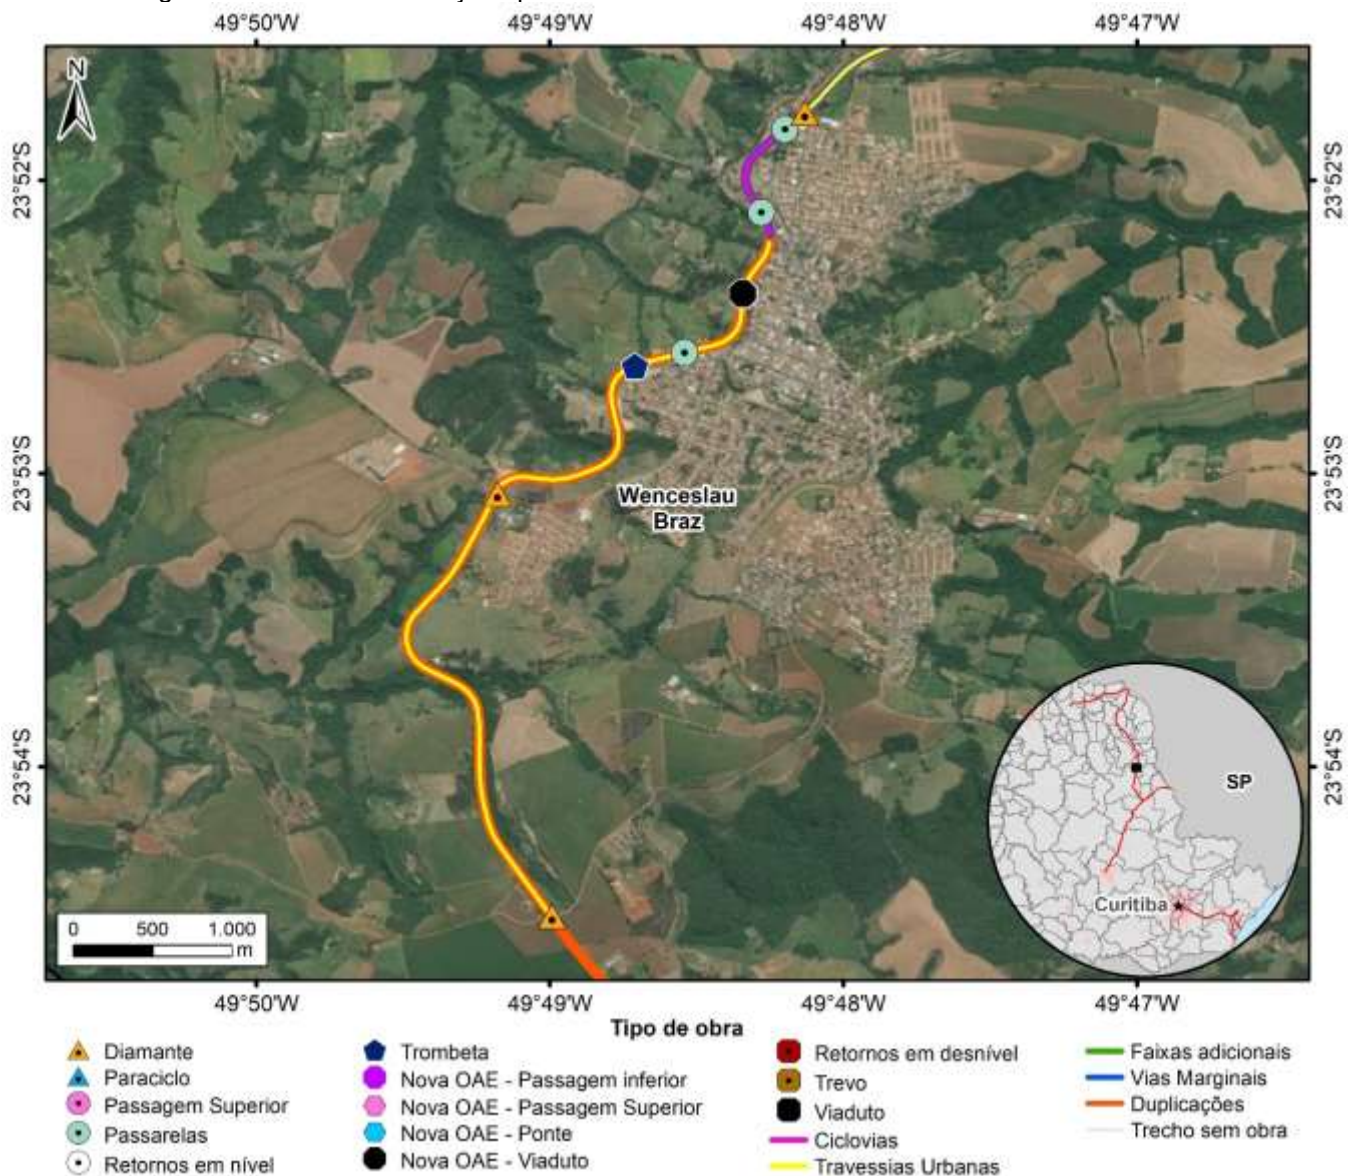 49°50'W 49°49'W 49°48'W 49°47'W
N
23°52'S 23°52'S
23°53'S 23°53'S
Wenceslau
Braz
23°54'S 23°54'S
SP
Curitiba
0 500 1.000
m
49°50'W 49°49'W 49°48'W 49°47'W
Tipo de obra
Diamante
Paraciclo
Passagem Superior
Passarelas
Retornos em nível
Trombeta
Nova OAE - Passagem inferior
Nova OAE - Passagem Superior
Nova OAE - Ponte
Nova OAE - Viaduto
Retornos em desnível
Trevo
Viaduto
Ciclovias
Travessias Urbanas
Faixas adicionais
Vias Marginais
Duplicações
Trecho sem obra